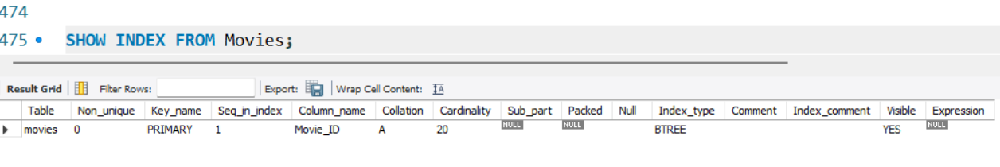 474
475 SHOW INDEX FROM Movies;
Result Grid Filter Rows: Export: Wrap Cell Content: IA
Table Non_unique Key_name Seq_in_index Column_name Collation Cardinality Sub_part Packed Null Index_type Comment Index_comment Visible Expression
movies 0 PRIMARY 1 Movie_ID A 20 NULL NULL BTREE YES NULL